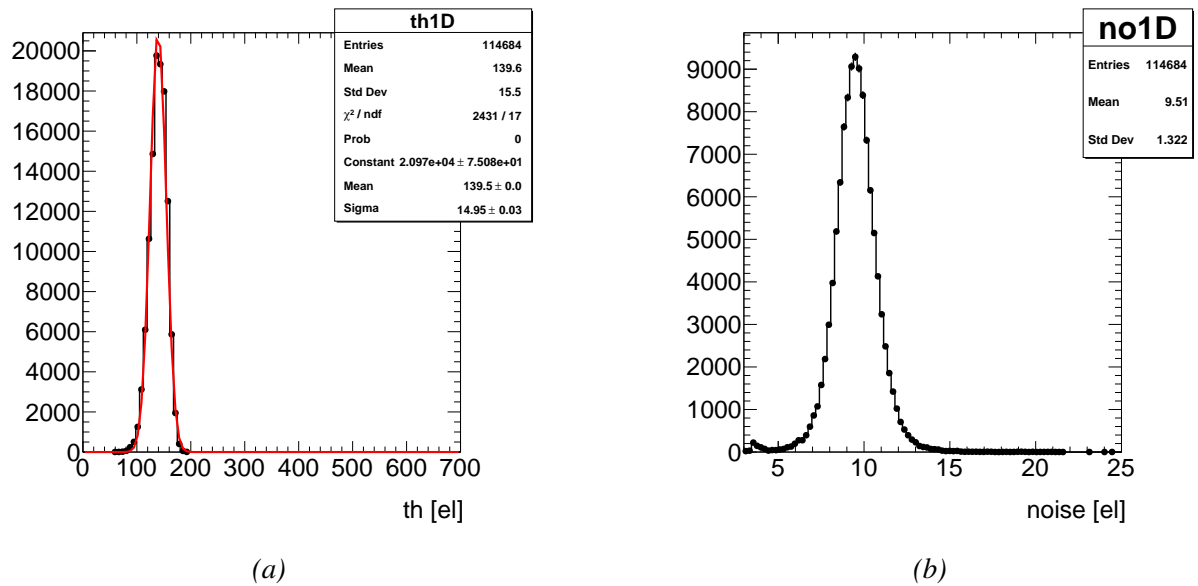 th1D
Entries 114684
Mean 139.6
Std Dev 15.5
χ² / ndf 2431 / 17
Prob 0
Constant 2.097e+04 ± 7.508e+01
Mean 139.5 ± 0.0
Sigma 14.95 ± 0.03
20000
18000
16000
14000
12000
10000
8000
6000
4000
2000
0
0 100 200 300 400 500 600 700
th [el]
(a)
no1D
Entries 114684
Mean 9.51
Std Dev 1.322
9000
8000
7000
6000
5000
4000
3000
2000
1000
0
5 10 15 20 25
noise [el]
(b)